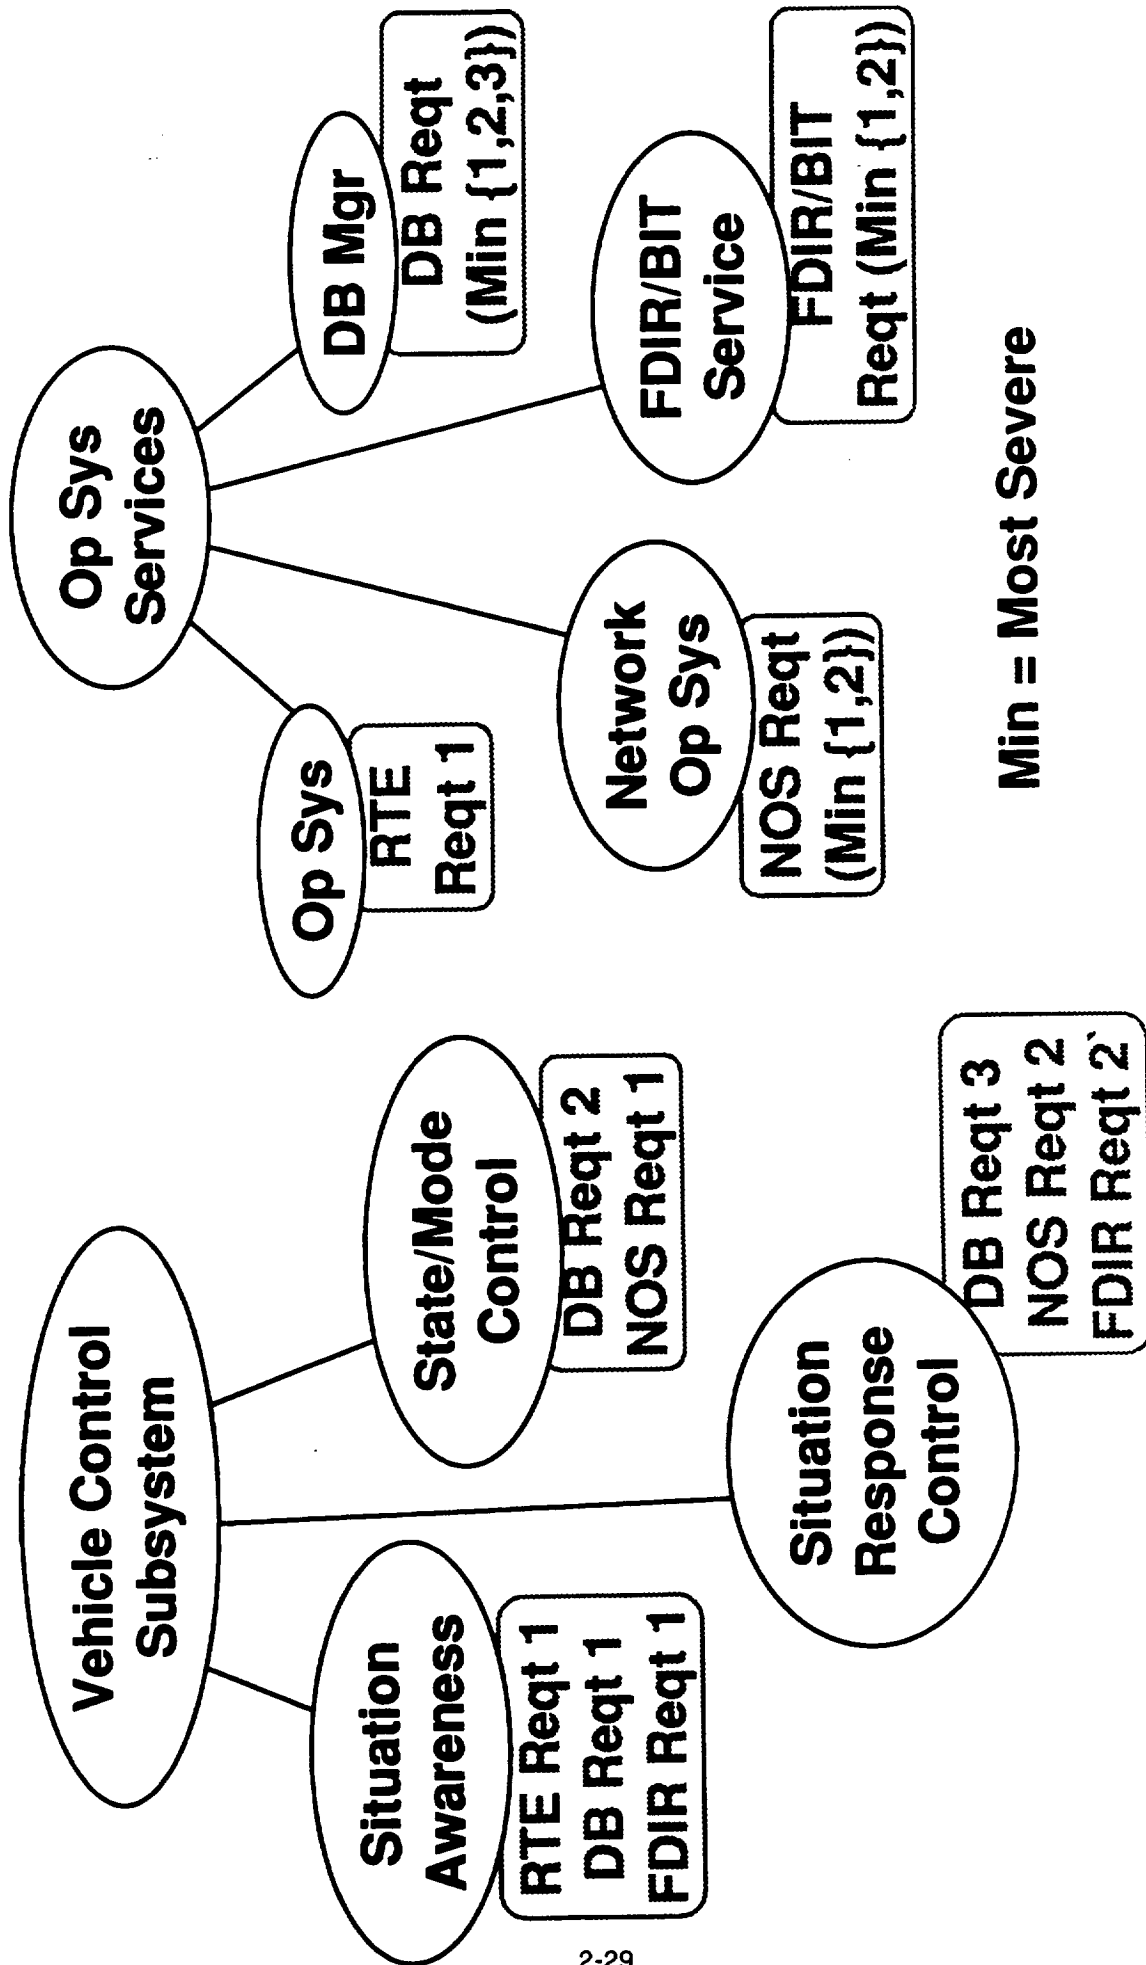 Vehicle Control
Subsystem
Situation
Awareness
RTE Reqt 1
DB Reqt 1
FDIR Reqt 1
State/Mode
Control
DB Reqt 2
NOS Reqt 1
Situation
Response
Control
DB Reqt 3
NOS Reqt 2
FDIR Reqt 2
Op Sys
Services
Op Sys
RTE
Reqt 1
Network
Op Sys
NOS Reqt
(Min {1,2})
DB Mgr
DB Reqt
(Min {1,2,3})
FDIR/BIT
Service
FDIR/BIT
Reqt (Min {1,2})
Min = Most Severe
2-29